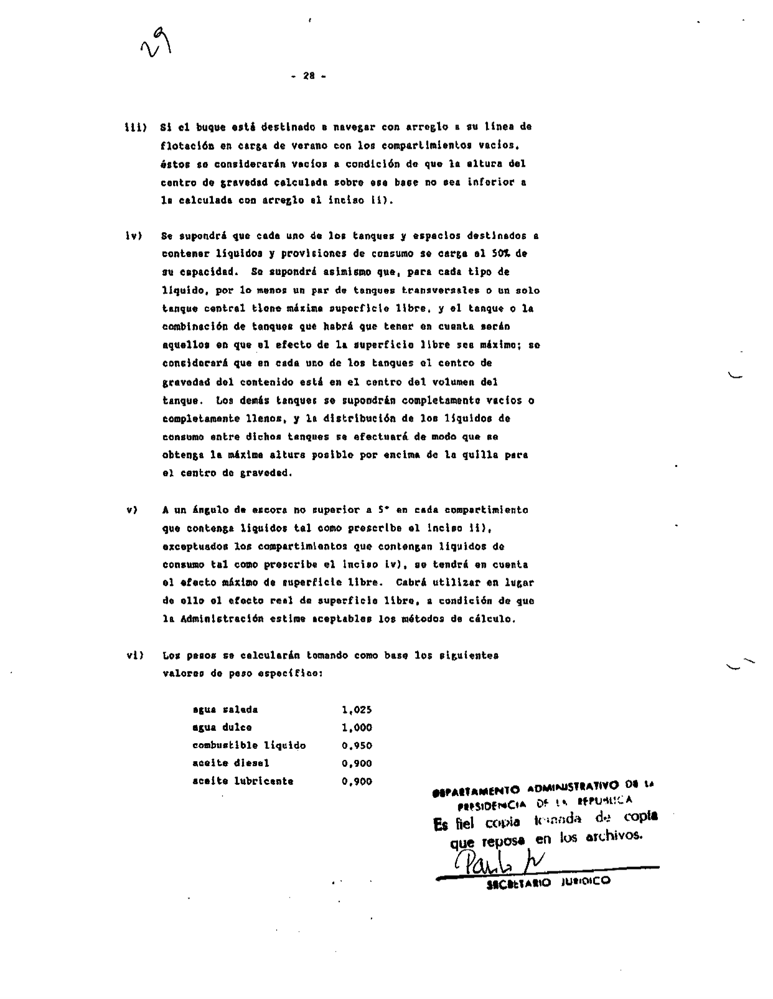 29
- 28 -
iii) Si el buque está destinado a navegar con arreglo a su línea de
flotación en carga de verano con los compartimientos vacíos,
éstos se considerarán vacíos a condición de que la altura del
centro de gravedad calculada sobre esa base no sea inferior a
la calculada con arreglo al inciso ii).
iv) Se supondrá que cada uno de los tanques y espacios destinados a
contener líquidos y provisiones de consumo se carga al 50% de
su capacidad. Se supondrá asimismo que, para cada tipo de
líquido, por lo menos un par de tanques transversales o un solo
tanque central tiene máxima superficie libre, y el tanque o la
combinación de tanques que habrá que tener en cuenta serán
aquellos en que el efecto de la superficie libre sea máximo; se
considerará que en cada uno de los tanques el centro de
gravedad del contenido está en el centro del volumen del
tanque. Los demás tanques se supondrán completamente vacíos o
completamente llenos, y la distribución de los líquidos de
consumo entre dichos tanques se efectuará de modo que se
obtenga la máxima altura posible por encima de la quilla para
el centro de gravedad.
v) A un ángulo de escora no superior a 5° en cada compartimiento
que contenga líquidos tal como prescribe el inciso ii),
exceptuados los compartimientos que contengan líquidos de
consumo tal como prescribe el inciso iv), se tendrá en cuenta
el efecto máximo de superficie libre. Cabrá utilizar en lugar
de ello el efecto real de superficie libre, a condición de que
la Administración estime aceptables los métodos de cálculo.
vi) Los pesos se calcularán tomando como base los siguientes
valores de peso específico:
agua salada 1,025
agua dulce 1,000
combustible líquido 0,950
aceite diesel 0,900
aceite lubricante 0,900
DEPARTAMENTO ADMINISTRATIVO DE LA
PRESIDENCIA DE LA REPUBLICA
Es fiel copia tomada de copia
que reposa en los archivos.
SECRETARIO JURIDICO